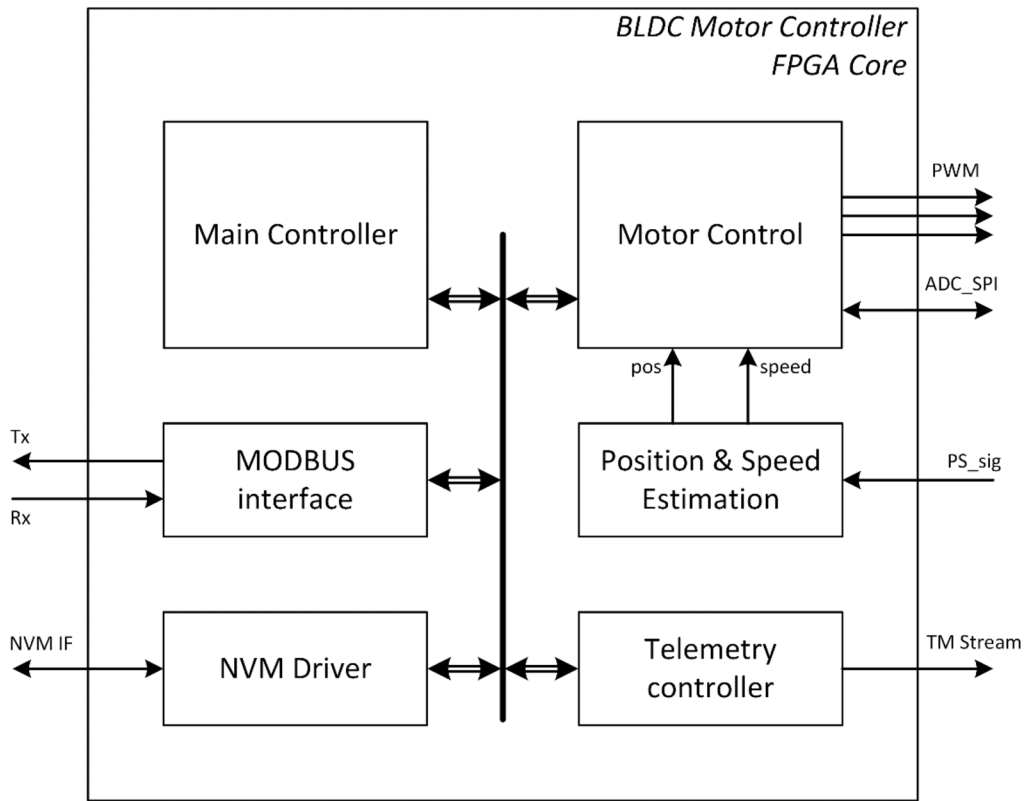 BLDC Motor Controller
FPGA Core
Main Controller
Motor Control
PWM
ADC_SPI
pos
speed
Tx
Rx
MODBUS
interface
Position & Speed
Estimation
PS_sig
NVM IF
NVM Driver
Telemetry
controller
TM Stream